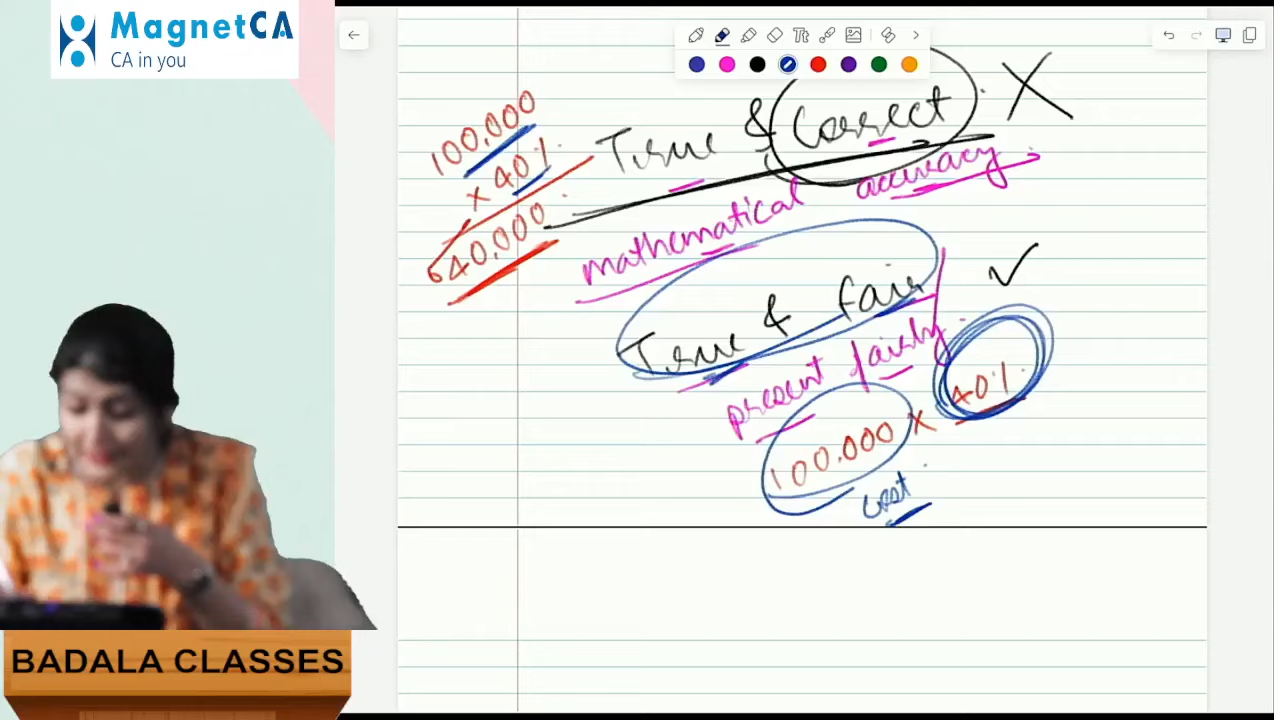 MagnetCA
CA in you
Tr
100,000
x 40%
640,000
True & Correct
mathematical accuracy
True & fair
present fairly
100,000 x 40%
cost
BADALA CLASSES